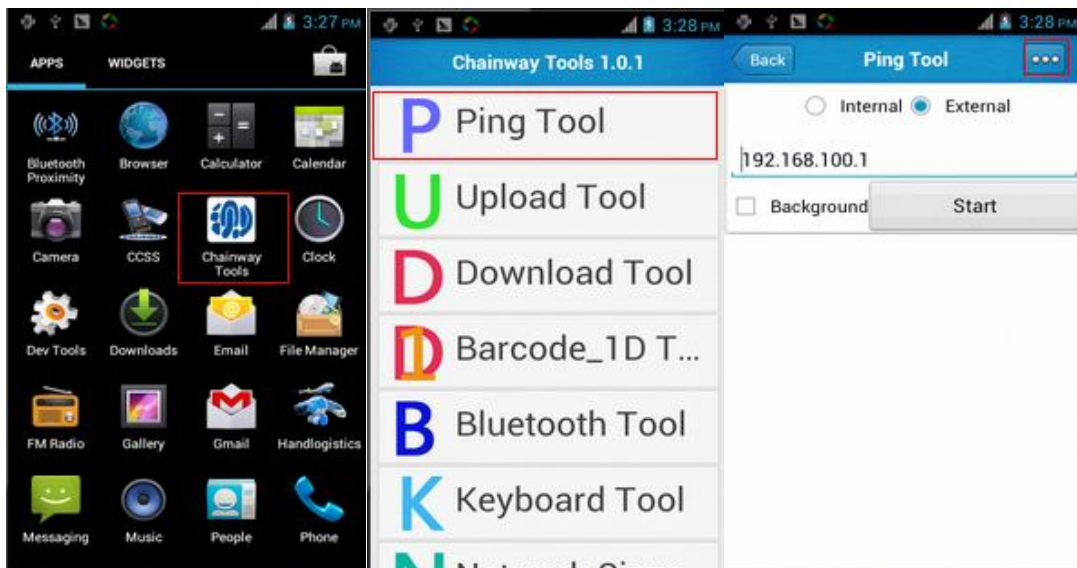 3:27 PM
APPS WIDGETS
Bluetooth Proximity
Browser
Calculator
Calendar
Camera
CCSS
Chainway Tools
Clock
Dev Tools
Downloads
Email
File Manager
FM Radio
Gallery
Gmail
Handlogistics
Messaging
Music
People
Phone
3:28 PM
Chainway Tools 1.0.1
P Ping Tool
U Upload Tool
D Download Tool
1D Barcode_1D T...
B Bluetooth Tool
K Keyboard Tool
3:28 PM
Back Ping Tool
Internal External
192.168.100.1
Background Start